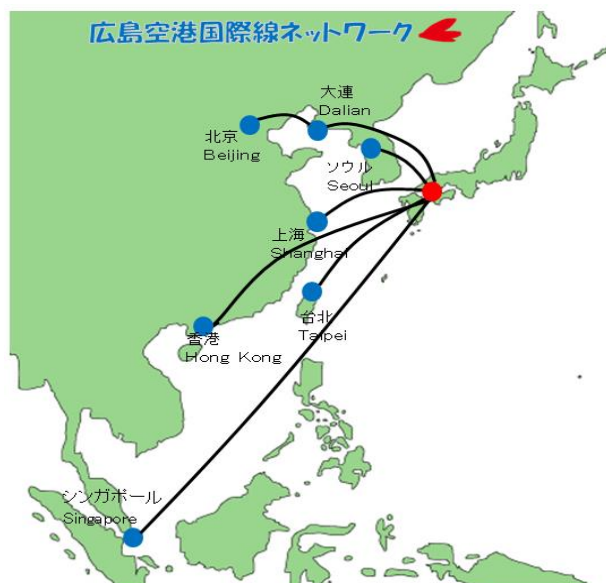 広島空港国際線ネットワーク
大連
Dalian
北京
Beijing
ソウル
Seoul
上海
Shanghai
台北
Taipei
香港
Hong Kong
シンガポール
Singapore